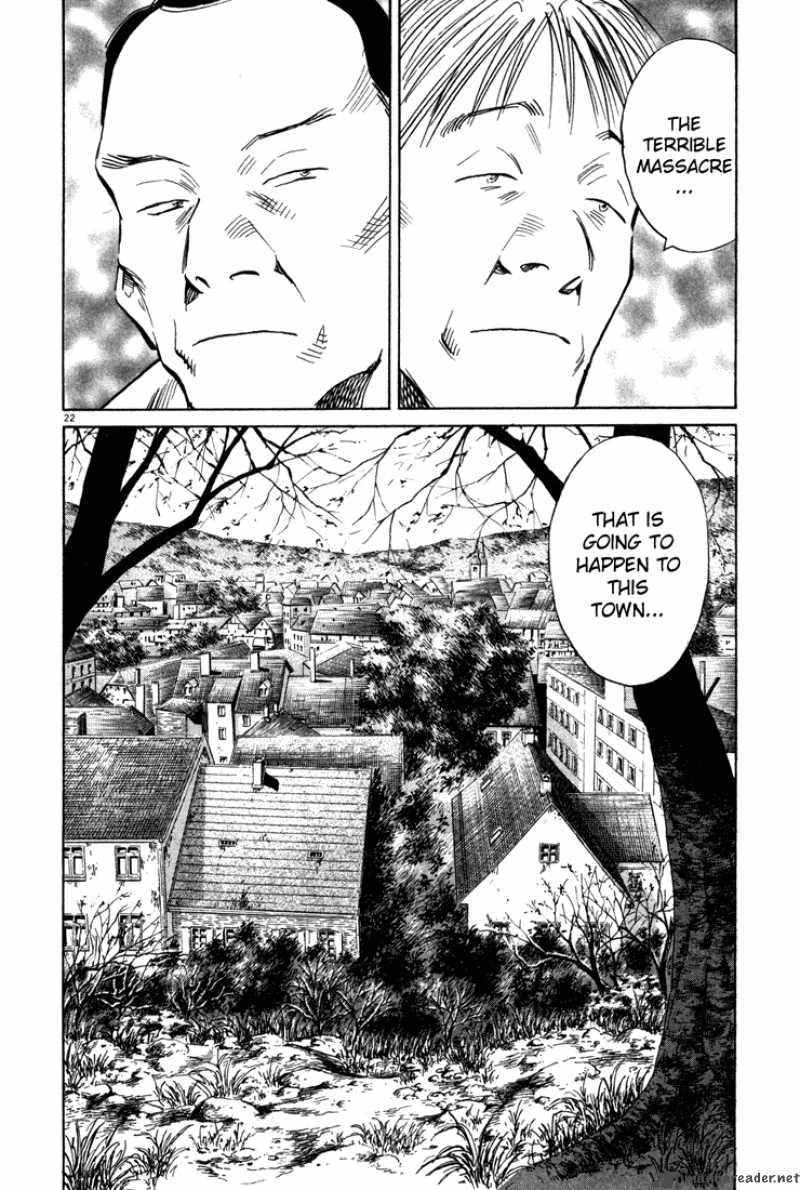 THE
TERRIBLE
MASSACRE
...
22
THAT IS
GOING TO
HAPPEN TO
THIS
TOWN...